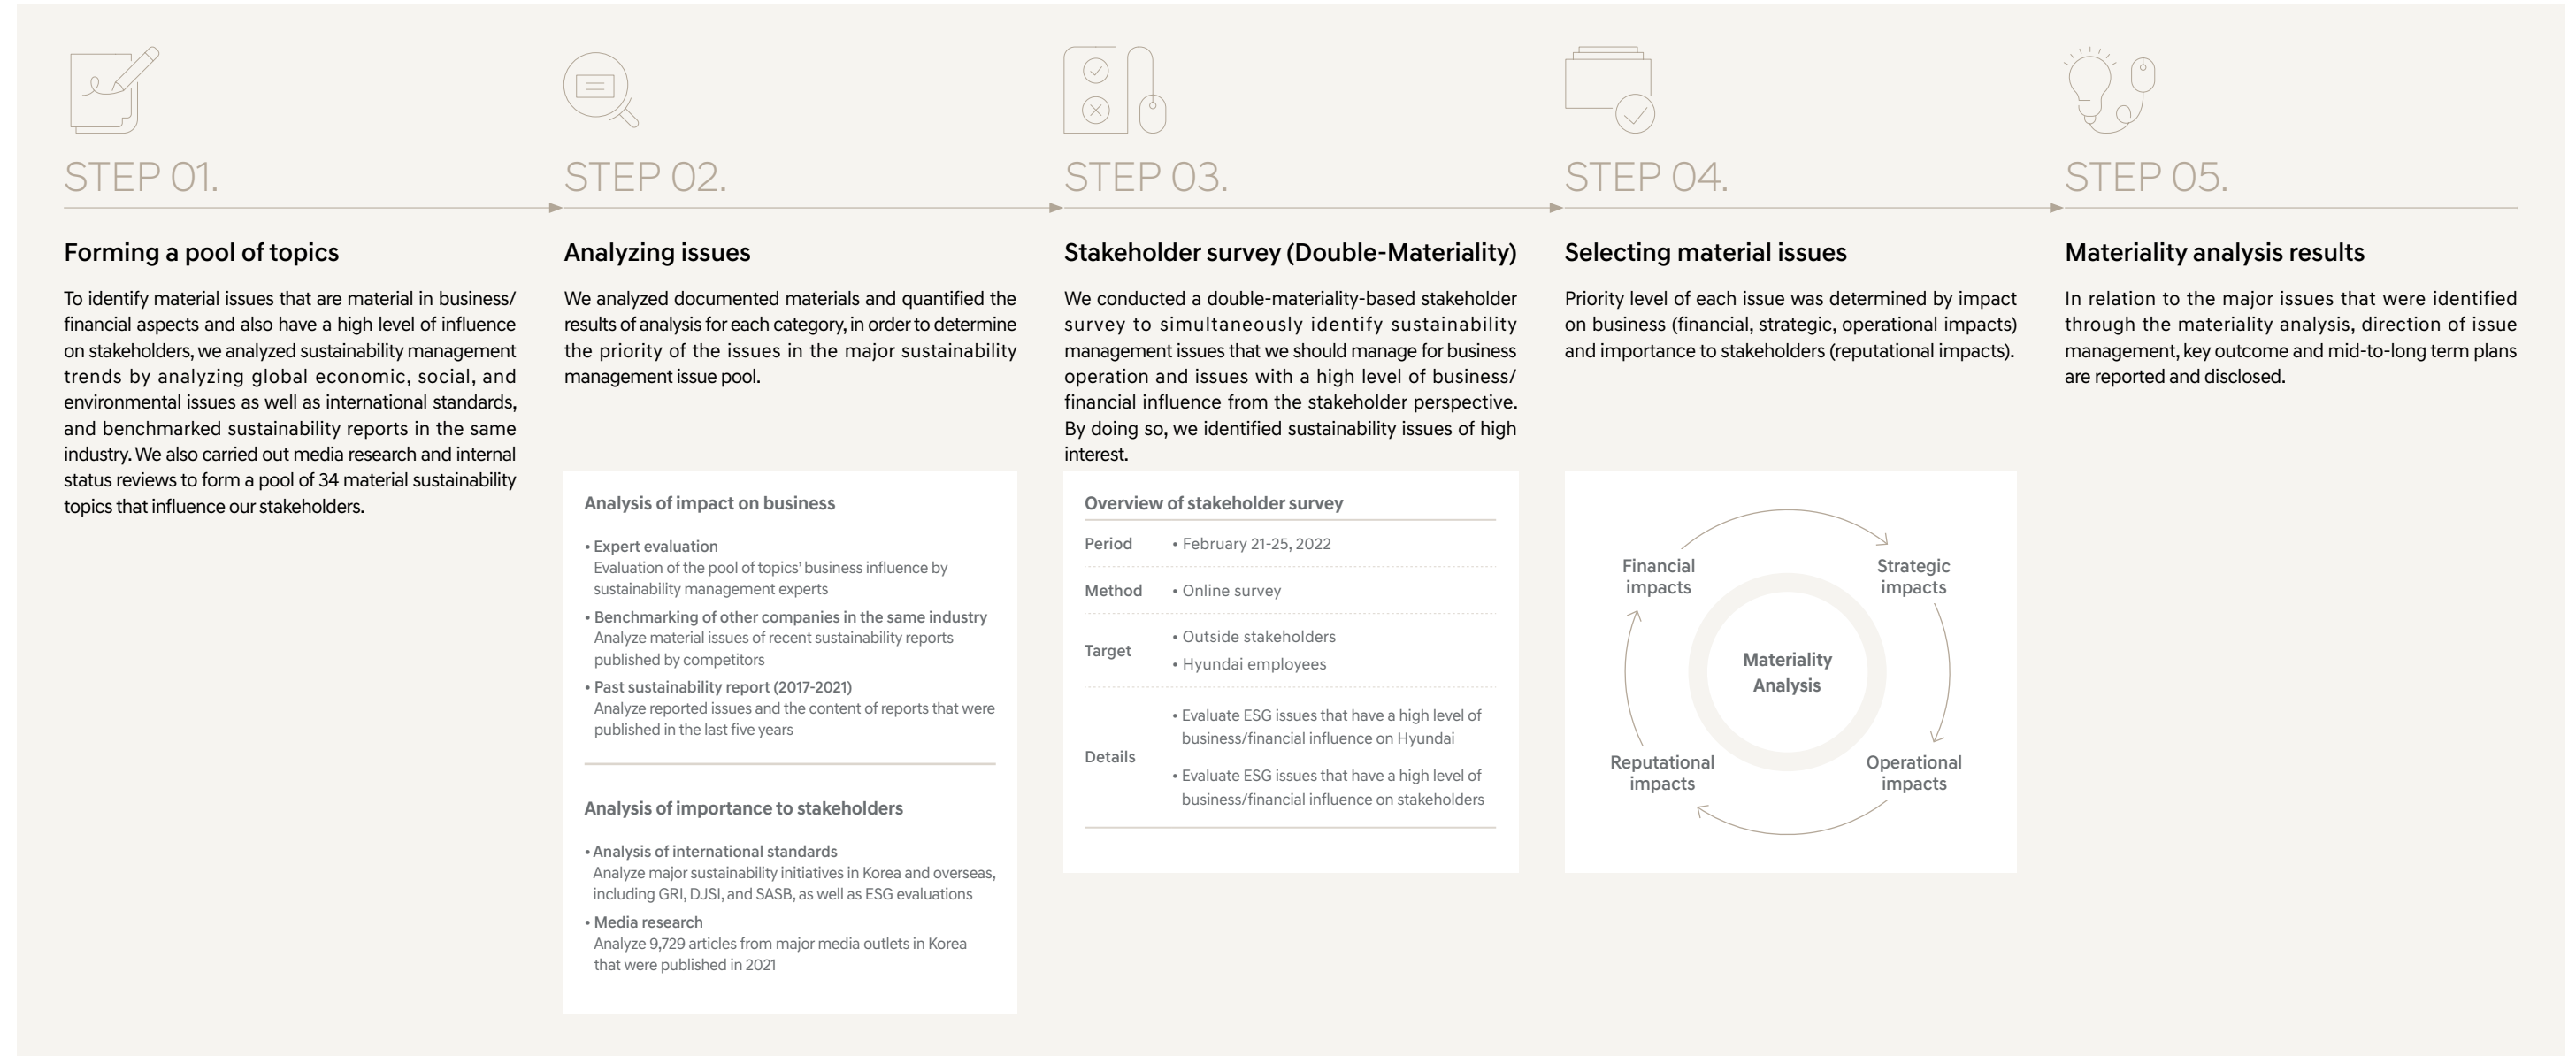 STEP 01.
Forming a pool of topics
To identify material issues that are material in business/
financial aspects and also have a high level of influence
on stakeholders, we analyzed sustainability management
trends by analyzing global economic, social, and
environmental issues as well as international standards,
and benchmarked sustainability reports in the same
industry. We also carried out media research and internal
status reviews to form a pool of 34 material sustainability
topics that influence our stakeholders.
STEP 02.
Analyzing issues
We analyzed documented materials and quantified the
results of analysis for each category, in order to determine
the priority of the issues in the major sustainability
management issue pool.
Analysis of impact on business
• Expert evaluation
Evaluation of the pool of topics’ business influence by
sustainability management experts
• Benchmarking of other companies in the same industry
Analyze material issues of recent sustainability reports
published by competitors
• Past sustainability report (2017-2021)
Analyze reported issues and the content of reports that were
published in the last five years
Analysis of importance to stakeholders
• Analysis of international standards
Analyze major sustainability initiatives in Korea and overseas,
including GRI, DJSI, and SASB, as well as ESG evaluations
• Media research
Analyze 9,729 articles from major media outlets in Korea
that were published in 2021
STEP 03.
Stakeholder survey (Double-Materiality)
We conducted a double-materiality-based stakeholder
survey to simultaneously identify sustainability
management issues that we should manage for business
operation and issues with a high level of business/
financial influence from the stakeholder perspective.
By doing so, we identified sustainability issues of high
interest.
Overview of stakeholder survey
Period • February 21-25, 2022
Method • Online survey
Target
• Outside stakeholders
• Hyundai employees
Details
• Evaluate ESG issues that have a high level of
business/financial influence on Hyundai
• Evaluate ESG issues that have a high level of
business/financial influence on stakeholders
STEP 04.
Selecting material issues
Priority level of each issue was determined by impact
on business (financial, strategic, operational impacts)
and importance to stakeholders (reputational impacts).
Financial
impacts
Strategic
impacts
Materiality
Analysis
Reputational
impacts
Operational
impacts
STEP 05.
Materiality analysis results
In relation to the major issues that were identified
through the materiality analysis, direction of issue
management, key outcome and mid-to-long term plans
are reported and disclosed.